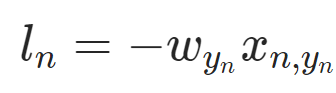 $l_n = -w_{y_n} x_{n,y_n}$